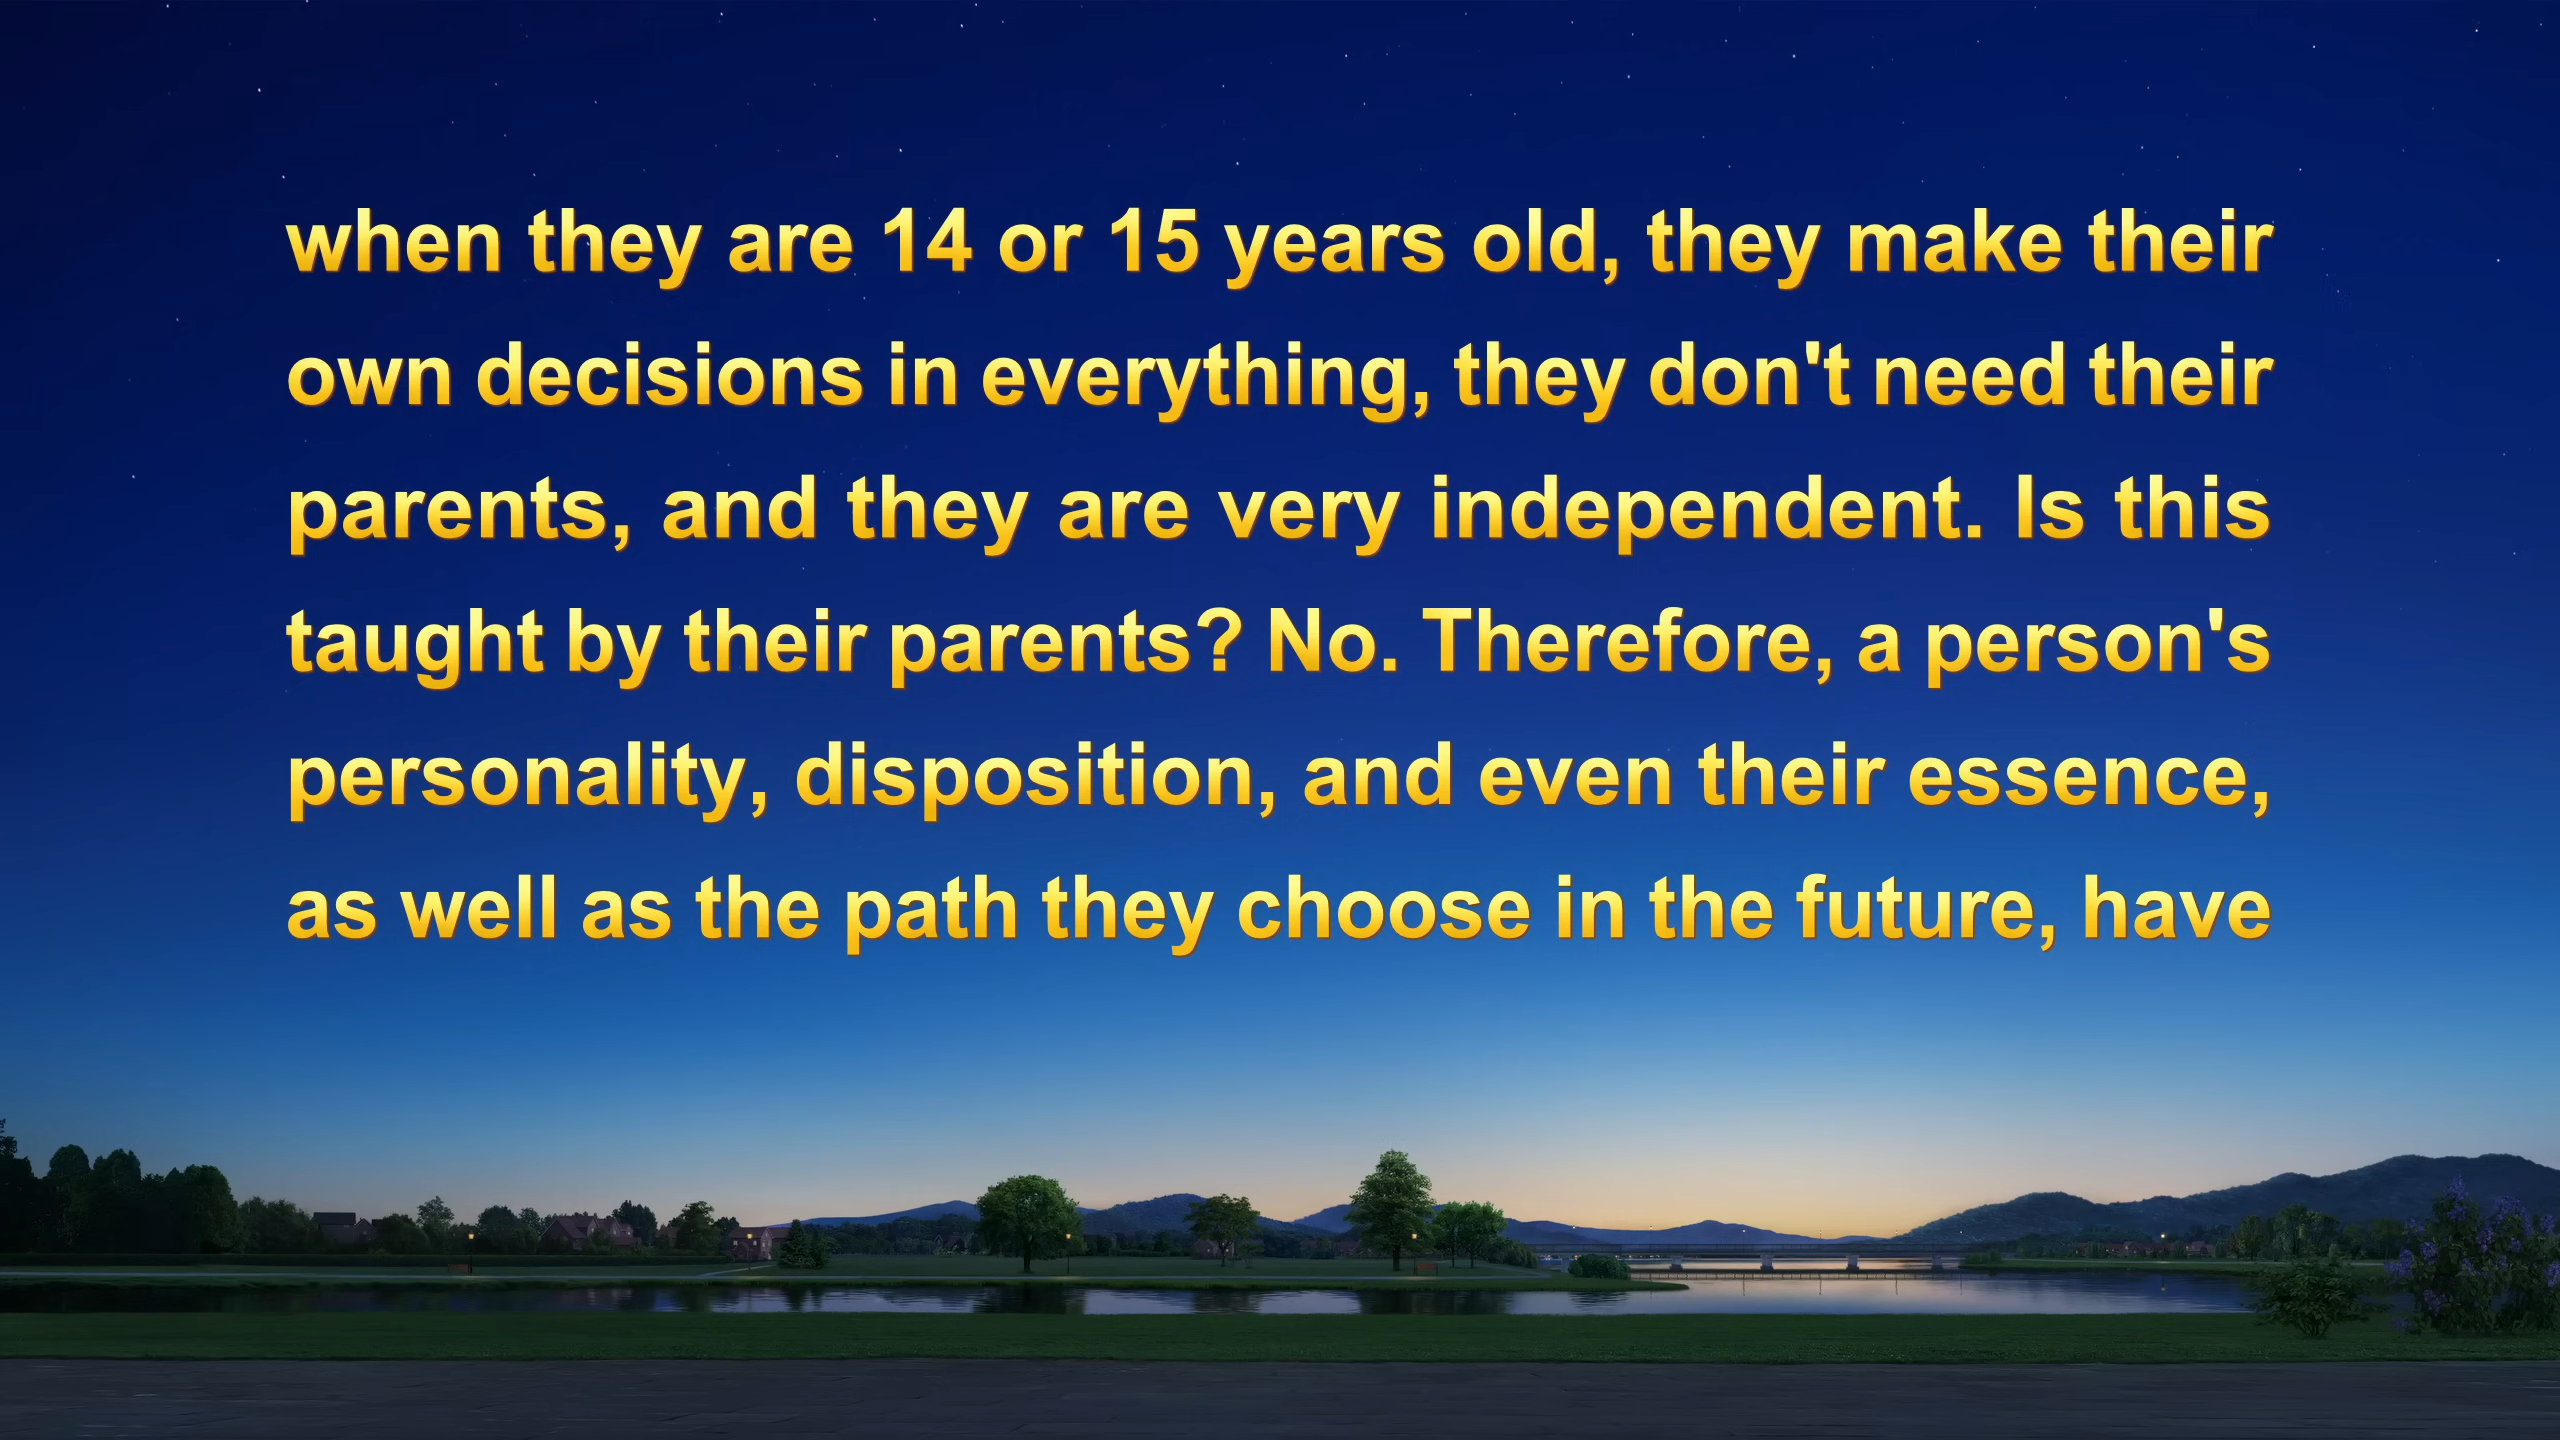 when they are 14 or 15 years old, they make their
own decisions in everything, they don't need their
parents, and they are very independent. Is this
taught by their parents? No. Therefore, a person's
personality, disposition, and even their essence,
as well as the path they choose in the future, have